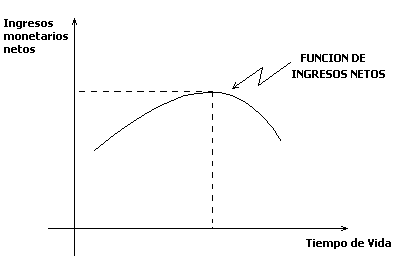 Ingresos
monetarios
netos
FUNCION DE
INGRESOS NETOS
Tiempo de Vida